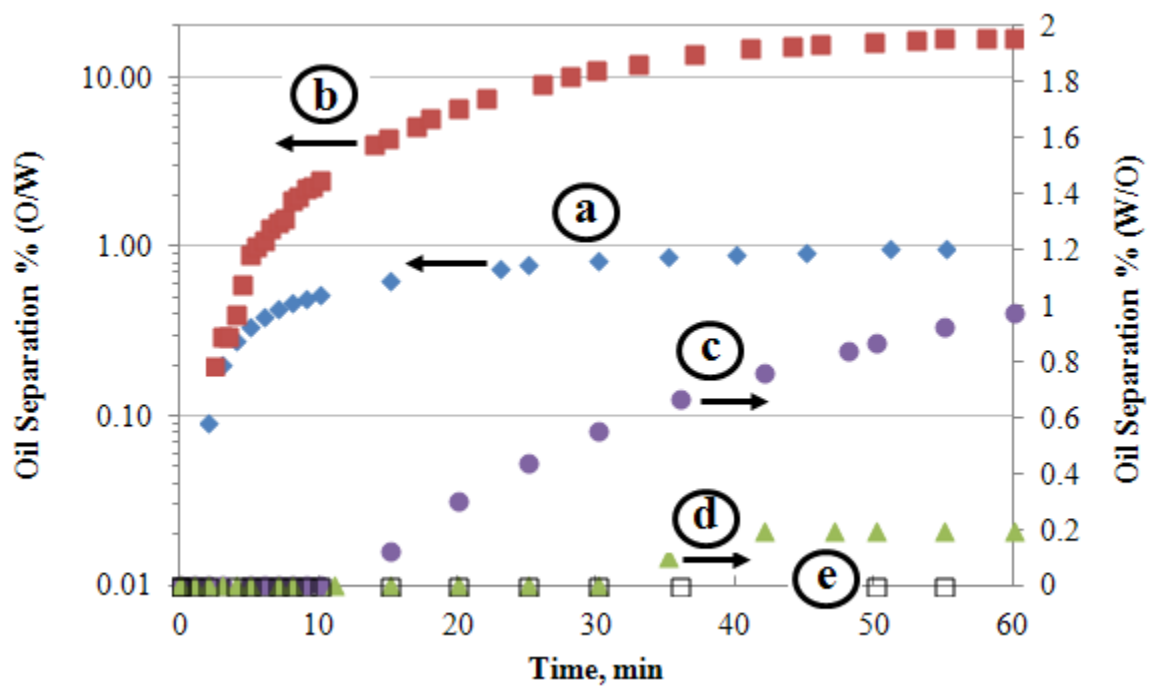 Oil Separation % (O/W)
10.00
1.00
0.10
0.01
b
a
c
d
e
2
1.8
1.6
1.4
1.2
1
0.8
0.6
0.4
0.2
0
Oil Separation % (W/O)
0 10 20 30 40 50 60
Time, min